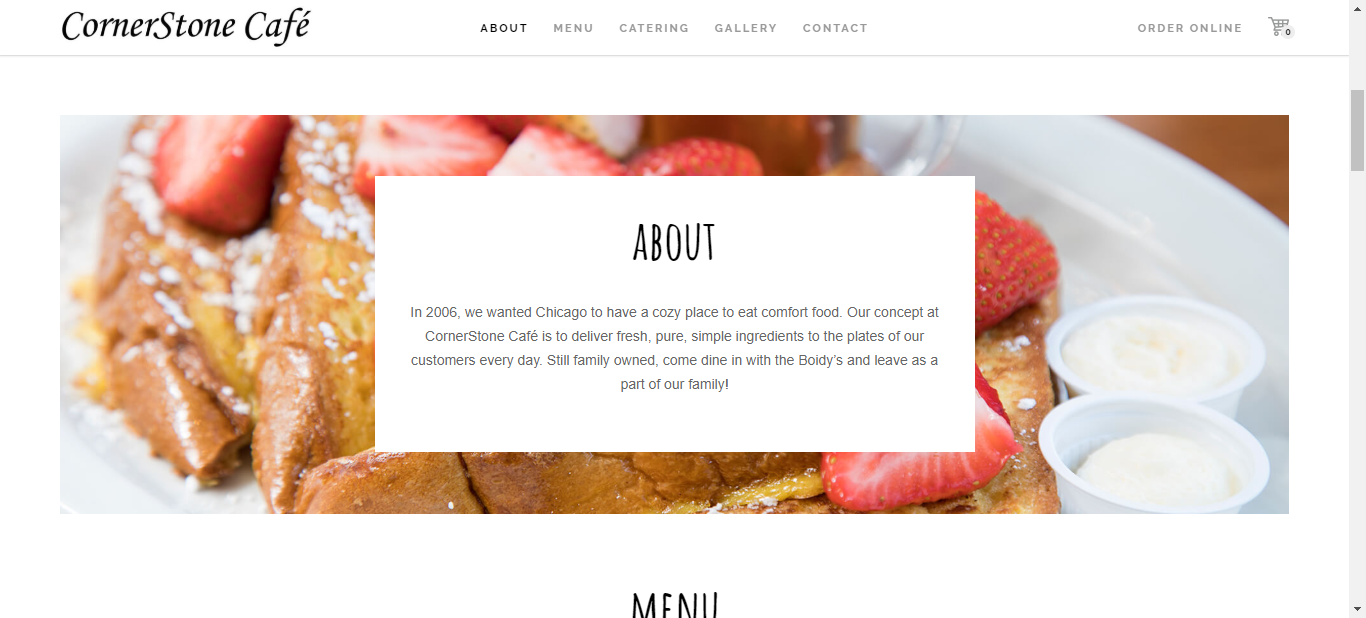 CornerStone Café
ABOUT MENU CATERING GALLERY CONTACT
ORDER ONLINE
0
ABOUT
In 2006, we wanted Chicago to have a cozy place to eat comfort food. Our concept at
CornerStone Café is to deliver fresh, pure, simple ingredients to the plates of our
customers every day. Still family owned, come dine in with the Boidy’s and leave as a
part of our family!
MENU